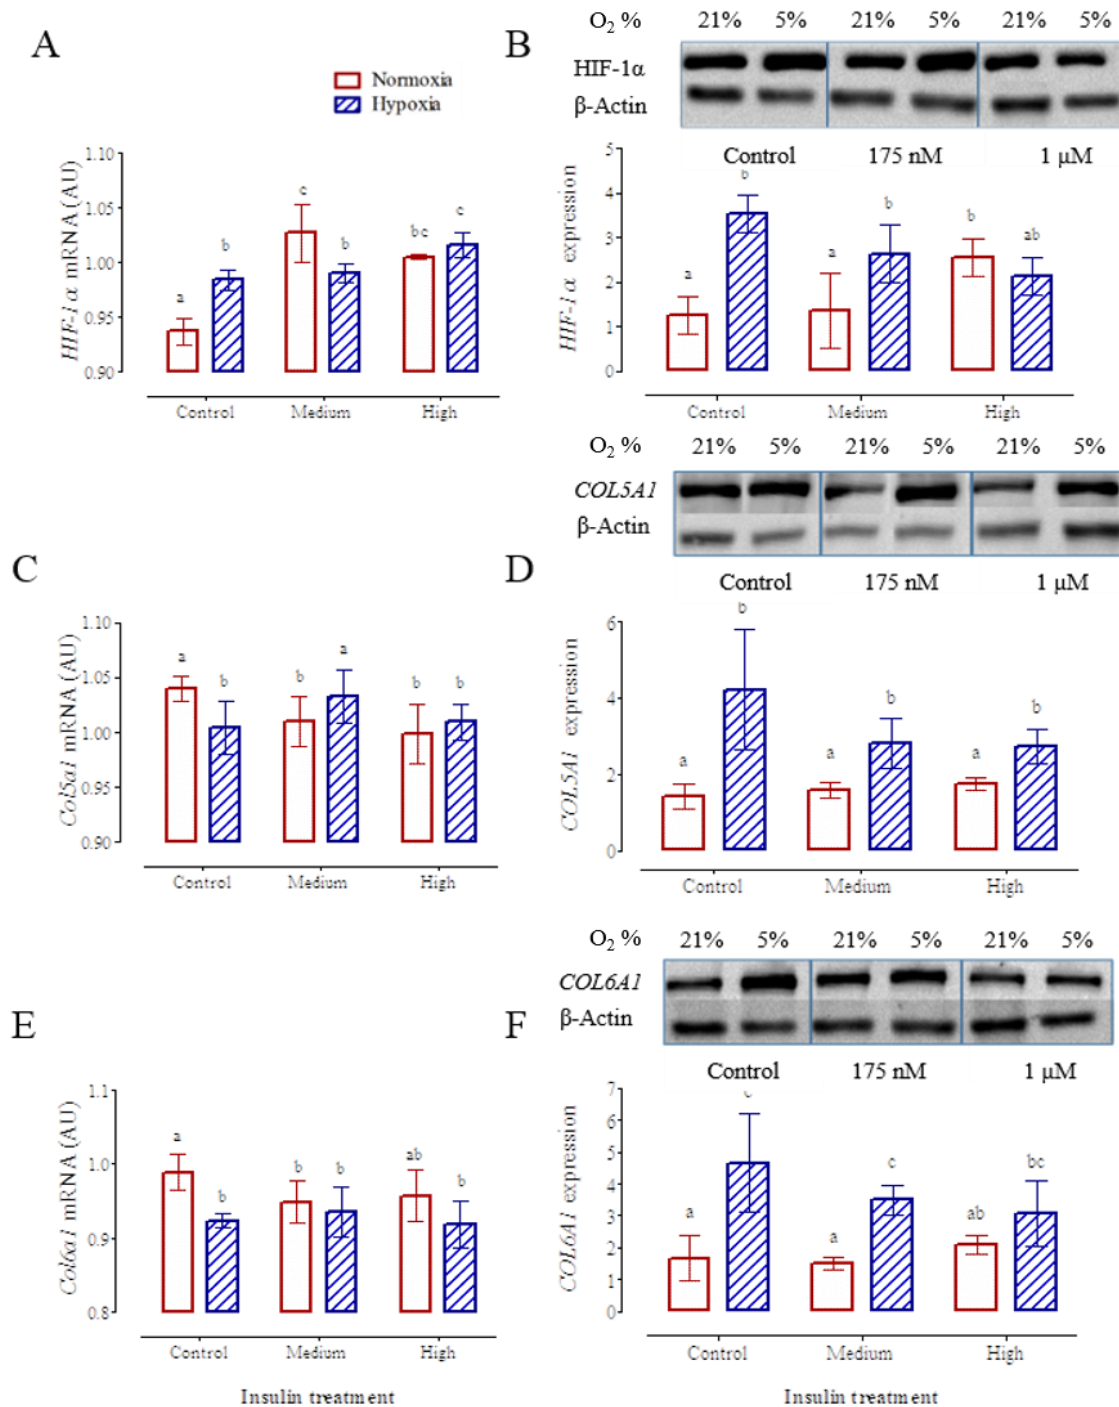 A
Normoxia
Hypoxia
HIF-1α mRNA (AU)
1.10
1.05
1.00
0.95
0.90
a
b
c
b
bc
c
Control
Medium
High
B
O2 %
21%
5%
21%
5%
21%
5%
HIF-1α
β-Actin
Control
175 nM
1 μM
HIF-1α expression
5
4
3
2
1
0
a
b
a
b
b
ab
Control
Medium
High
C
Col5a1 mRNA (AU)
1.10
1.05
1.00
0.95
0.90
a
b
b
a
b
b
Control
Medium
High
D
O2 %
21%
5%
21%
5%
21%
5%
COL5A1
β-Actin
Control
175 nM
1 μM
COL5A1 expression
6
4
2
0
a
b
a
b
a
b
Control
Medium
High
E
Col6a1 mRNA (AU)
1.1
1.0
0.9
0.8
a
b
b
b
ab
b
Control
Medium
High
Insulin treatment
F
O2 %
21%
5%
21%
5%
21%
5%
COL6A1
β-Actin
Control
175 nM
1 μM
COL6A1 expression
7
6
5
4
3
2
1
0
a
c
a
c
ab
bc
Control
Medium
High
Insulin treatment